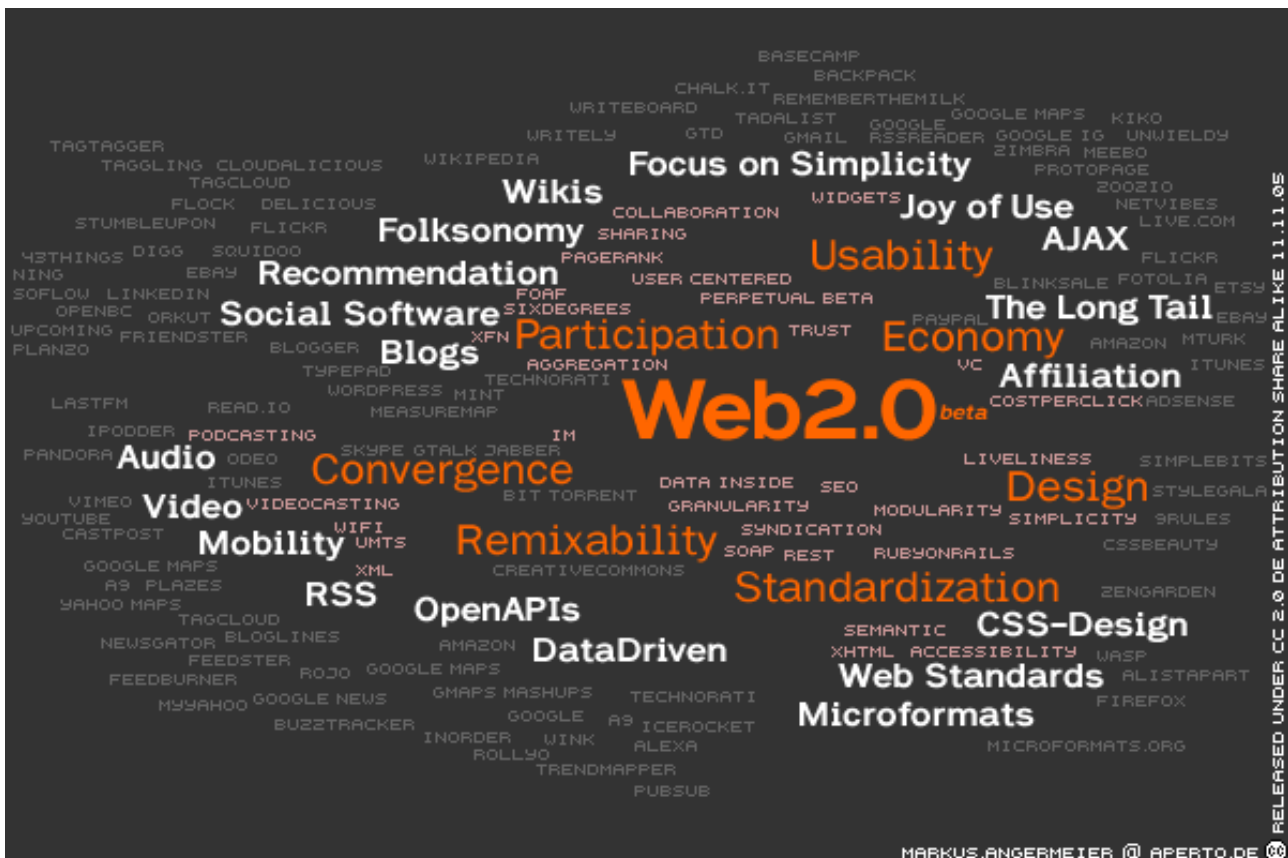 BASECAMP
BACKPACK
CHALK.IT
REMEMBERTHEMILK
WRITEBOARD
TADALIST
GOOGLE MAPS
KIKO
GOOGLE
RSSREADER
WRITELY
GTD
GMAIL
GOOGLE IG
UNWIELDY
TAGTAGGER
ZIMBRA
MEEBO
TAGGLING
CLOUDALICIOUS
WIKIPEDIA
Focus on Simplicity
PROTOPAGE
TAGCLOUD
Wikis
ZOOZIO
FLOCK
DELICIOUS
WIDGETS
Joy of Use
NETVIBES
COLLABORATION
STUMBLEUPON
FLICKR
Folksonomy
SHARING
LIVE.COM
AJAX
43THINGS
DIGG
SQUIDOO
PAGERANK
Usability
FLICKR
NING
EBAY
Recommendation
USER CENTERED
BLINKSALE
FOTOLIA
ETSY
SOFLOW
LINKEDIN
FOAF
PERPETUAL BETA
OPENBC
ORKUT
Social Software
SIXDEGREES
The Long Tail
EBAY
PAYPAL
UPCOMING
FRIENDSTER
XFN
Participation
TRUST
Economy
AMAZON
MTURK
PLANZO
BLOGGER
Blogs
AGGREGATION
VC
ITUNES
TYPEPAD
TECHNORATI
Affiliation
WORDPRESS
MINT
LASTFM
READ.IO
MEASUREMAP
Web2.0
beta
COSTPERCLICK
ADSENSE
IPODDER
PODCASTING
IM
PANDORA
Audio
ODEO
SKYPE
GTALK
JABBER
Convergence
LIVELINESS
SIMPLEBITS
ITUNES
DATA INSIDE
SEO
Design
STYLEGALA
VIMEO
Video
VIDEOCASTING
BIT TORRENT
GRANULARITY
MODULARITY
SIMPLICITY
9RULES
YOUTUBE
CASTPOST
WIFI
SYNDICATION
Mobility
UMTS
Remixability
SOAP
REST
RUBYONRAILS
CSSBEAUTY
GOOGLE MAPS
XML
CREATIVECOMMONS
A9
PLAZES
RSS
Standardization
ZENGARDEN
YAHOO MAPS
OpenAPIs
TAGCLOUD
SEMANTIC
CSS-Design
NEWSGATOR
BLOGLINES
AMAZON
DataDriven
XHTML
ACCESSIBILITY
WASP
FEEDSTER
ROJO
GOOGLE MAPS
Web Standards
ALISTAPART
FEEDBURNER
MYYAHOO
GOOGLE NEWS
GMAPS MASHUPS
TECHNORATI
FIREFOX
BUZZTRACKER
GOOGLE
A9
ICEROCKET
Microformats
INORDER
WINK
ALEXA
MICROFORMATS.ORG
ROLLYO
TRENDMAPPER
PUBSUB
MARKUS.ANGERMEIER @ APERTO.DE
cc RELEASED UNDER CC 2.0 DE ATTRIBUTION SHARE ALIKE 11.11.05